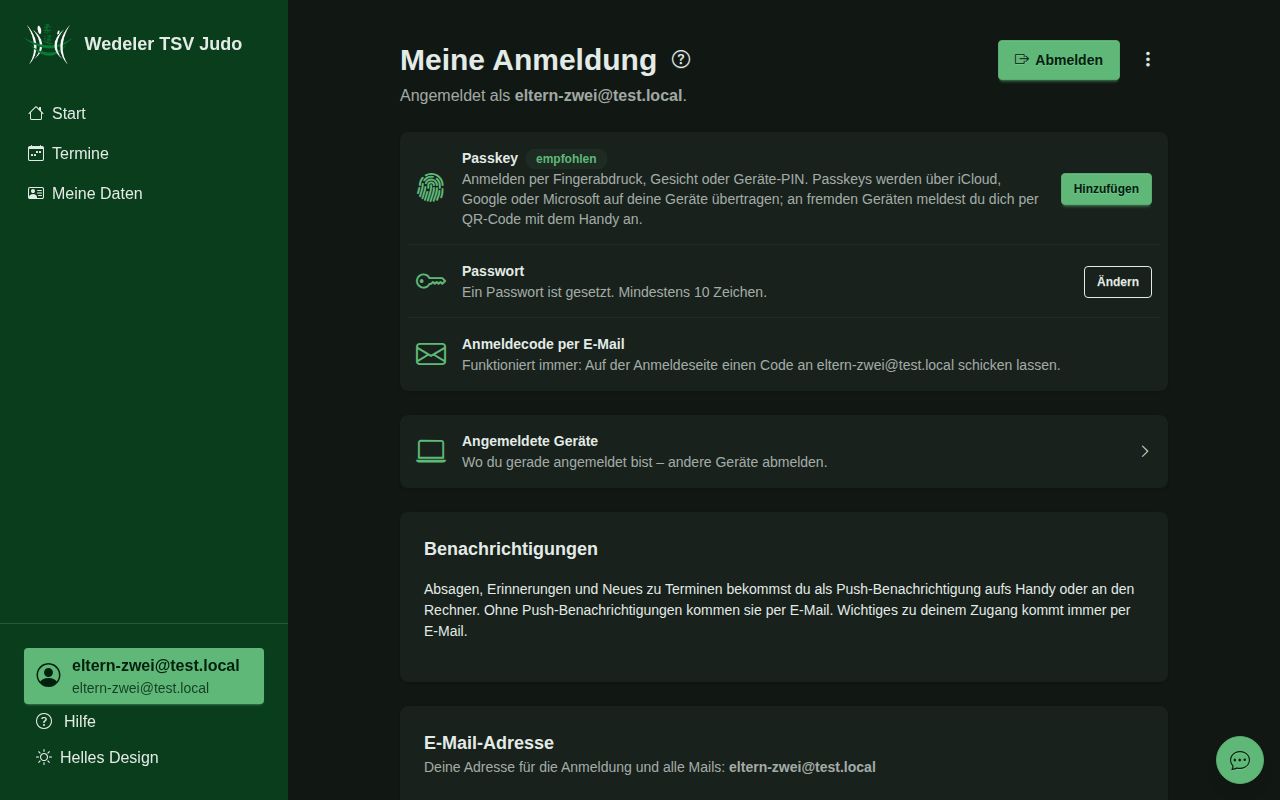 Wedeler TSV Judo
Start
Termine
Meine Daten
eltern-zwei@test.local
eltern-zwei@test.local
Hilfe
Helles Design
Meine Anmeldung
Abmelden
Angemeldet als eltern-zwei@test.local.
Passkey empfohlen
Anmelden per Fingerabdruck, Gesicht oder Geräte-PIN. Passkeys werden über iCloud,
Google oder Microsoft auf deine Geräte übertragen; an fremden Geräten meldest du dich per
QR-Code mit dem Handy an.
Hinzufügen
Passwort
Ein Passwort ist gesetzt. Mindestens 10 Zeichen.
Ändern
Anmeldecode per E-Mail
Funktioniert immer: Auf der Anmeldeseite einen Code an eltern-zwei@test.local schicken lassen.
Angemeldete Geräte
Wo du gerade angemeldet bist – andere Geräte abmelden.
Benachrichtigungen
Absagen, Erinnerungen und Neues zu Terminen bekommst du als Push-Benachrichtigung aufs Handy oder an den
Rechner. Ohne Push-Benachrichtigungen kommen sie per E-Mail. Wichtiges zu deinem Zugang kommt immer per
E-Mail.
E-Mail-Adresse
Deine Adresse für die Anmeldung und alle Mails: eltern-zwei@test.local